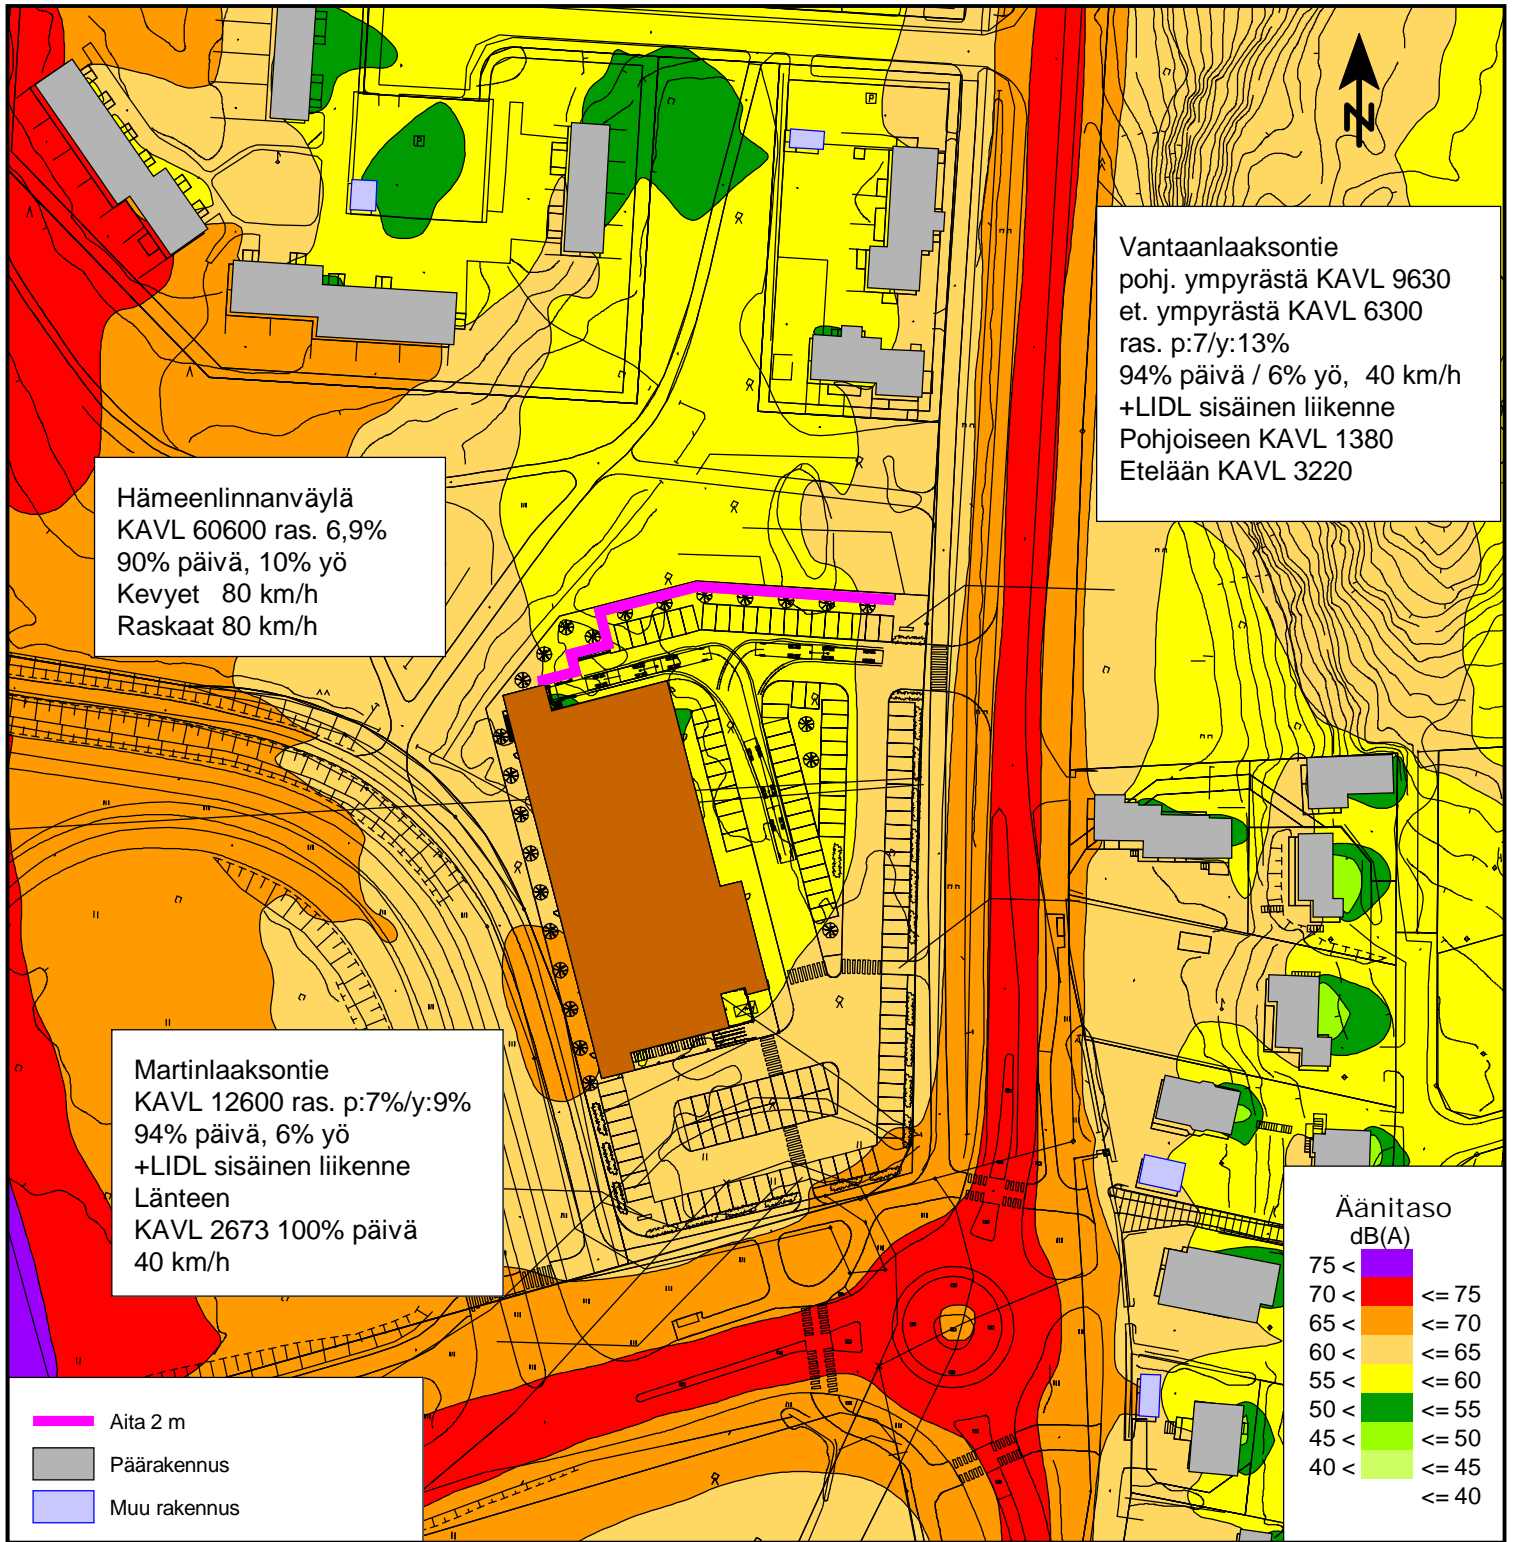 N
P
P
Vantaanlaaksontie
pohj. ympyrästä KAVL 9630
et. ympyrästä KAVL 6300
ras. p:7/y:13%
94% päivä / 6% yö, 40 km/h
+LIDL sisäinen liikenne
Pohjoiseen KAVL 1380
Etelään KAVL 3220
Hämeenlinnanväylä
KAVL 60600 ras. 6,9%
90% päivä, 10% yö
Kevyet 80 km/h
Raskaat 80 km/h
Martinlaaksontie
KAVL 12600 ras. p:7%/y:9%
94% päivä, 6% yö
+LIDL sisäinen liikenne
Länteen
KAVL 2673 100% päivä
40 km/h
Äänitaso
dB(A)
75 <
70 < <= 75
65 < <= 70
60 < <= 65
55 < <= 60
50 < <= 55
45 < <= 50
40 < <= 45
<= 40
Aita 2 m
Päärakennus
Muu rakennus